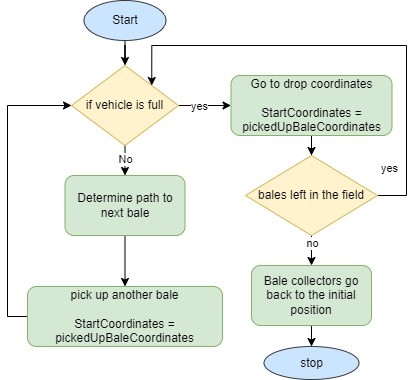 Start
if vehicle is full
yes
Go to drop coordinates
StartCoordinates =
pickedUpBaleCoordinates
No
Determine path to
next bale
bales left in the field
yes
no
pick up another bale
StartCoordinates =
pickedUpBaleCoordinates
Bale collectors go
back to the initial
position
stop